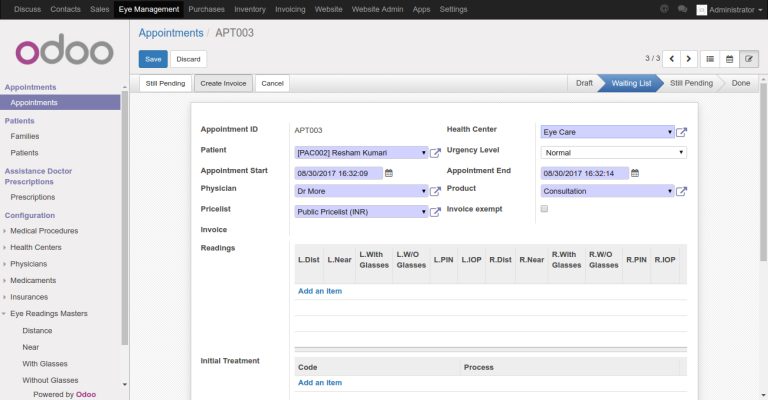 Discuss Contacts Sales Eye Management Purchases Inventory Invoicing Website Website Admin Apps Settings @ Administrator
odoo
Appointments
Appointments
Patients
Families
Patients
Assistance Doctor
Prescriptions
Prescriptions
Configuration
Medical Procedures
Health Centers
Physicians
Medicaments
Insurances
Eye Readings Masters
Distance
Near
With Glasses
Without Glasses
Powered by Odoo
Appointments / APT003
Save Discard 3 / 3
Still Pending Create Invoice Cancel Draft Waiting List Still Pending Done
Appointment ID APT003 Health Center Eye Care
Patient [PAC002] Resham Kumari Urgency Level Normal
Appointment Start 08/30/2017 16:32:09 Appointment End 08/30/2017 16:32:14
Physician Dr More Product Consultation
Pricelist Public Pricelist (INR) Invoice exempt
Invoice
Readings
L.Dist L.Near L.With Glasses L.W/O Glasses L.PIN L.IOP R.Dist R.Near R.With Glasses R.W/O Glasses R.PIN R.IOP
Add an item
Initial Treatment
Code Process
Add an item